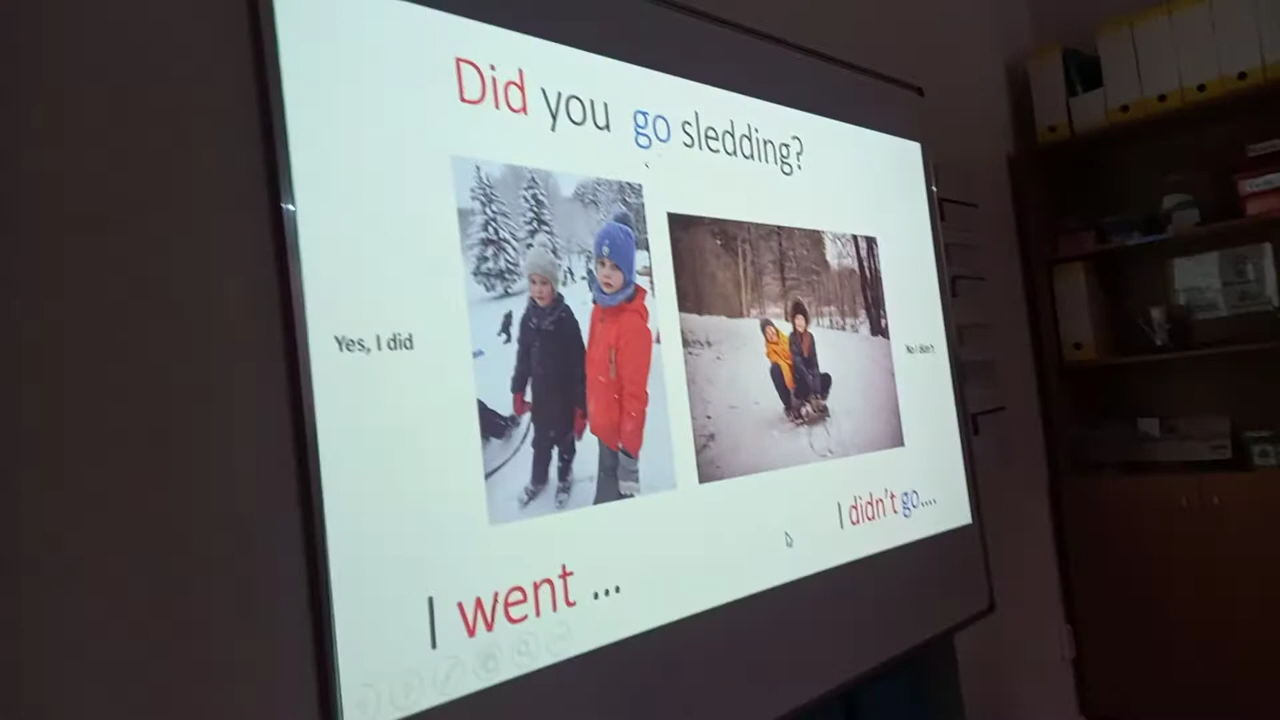 Did you go sledding?
Yes, I did
No I didn't
I didn't go....
I went ...